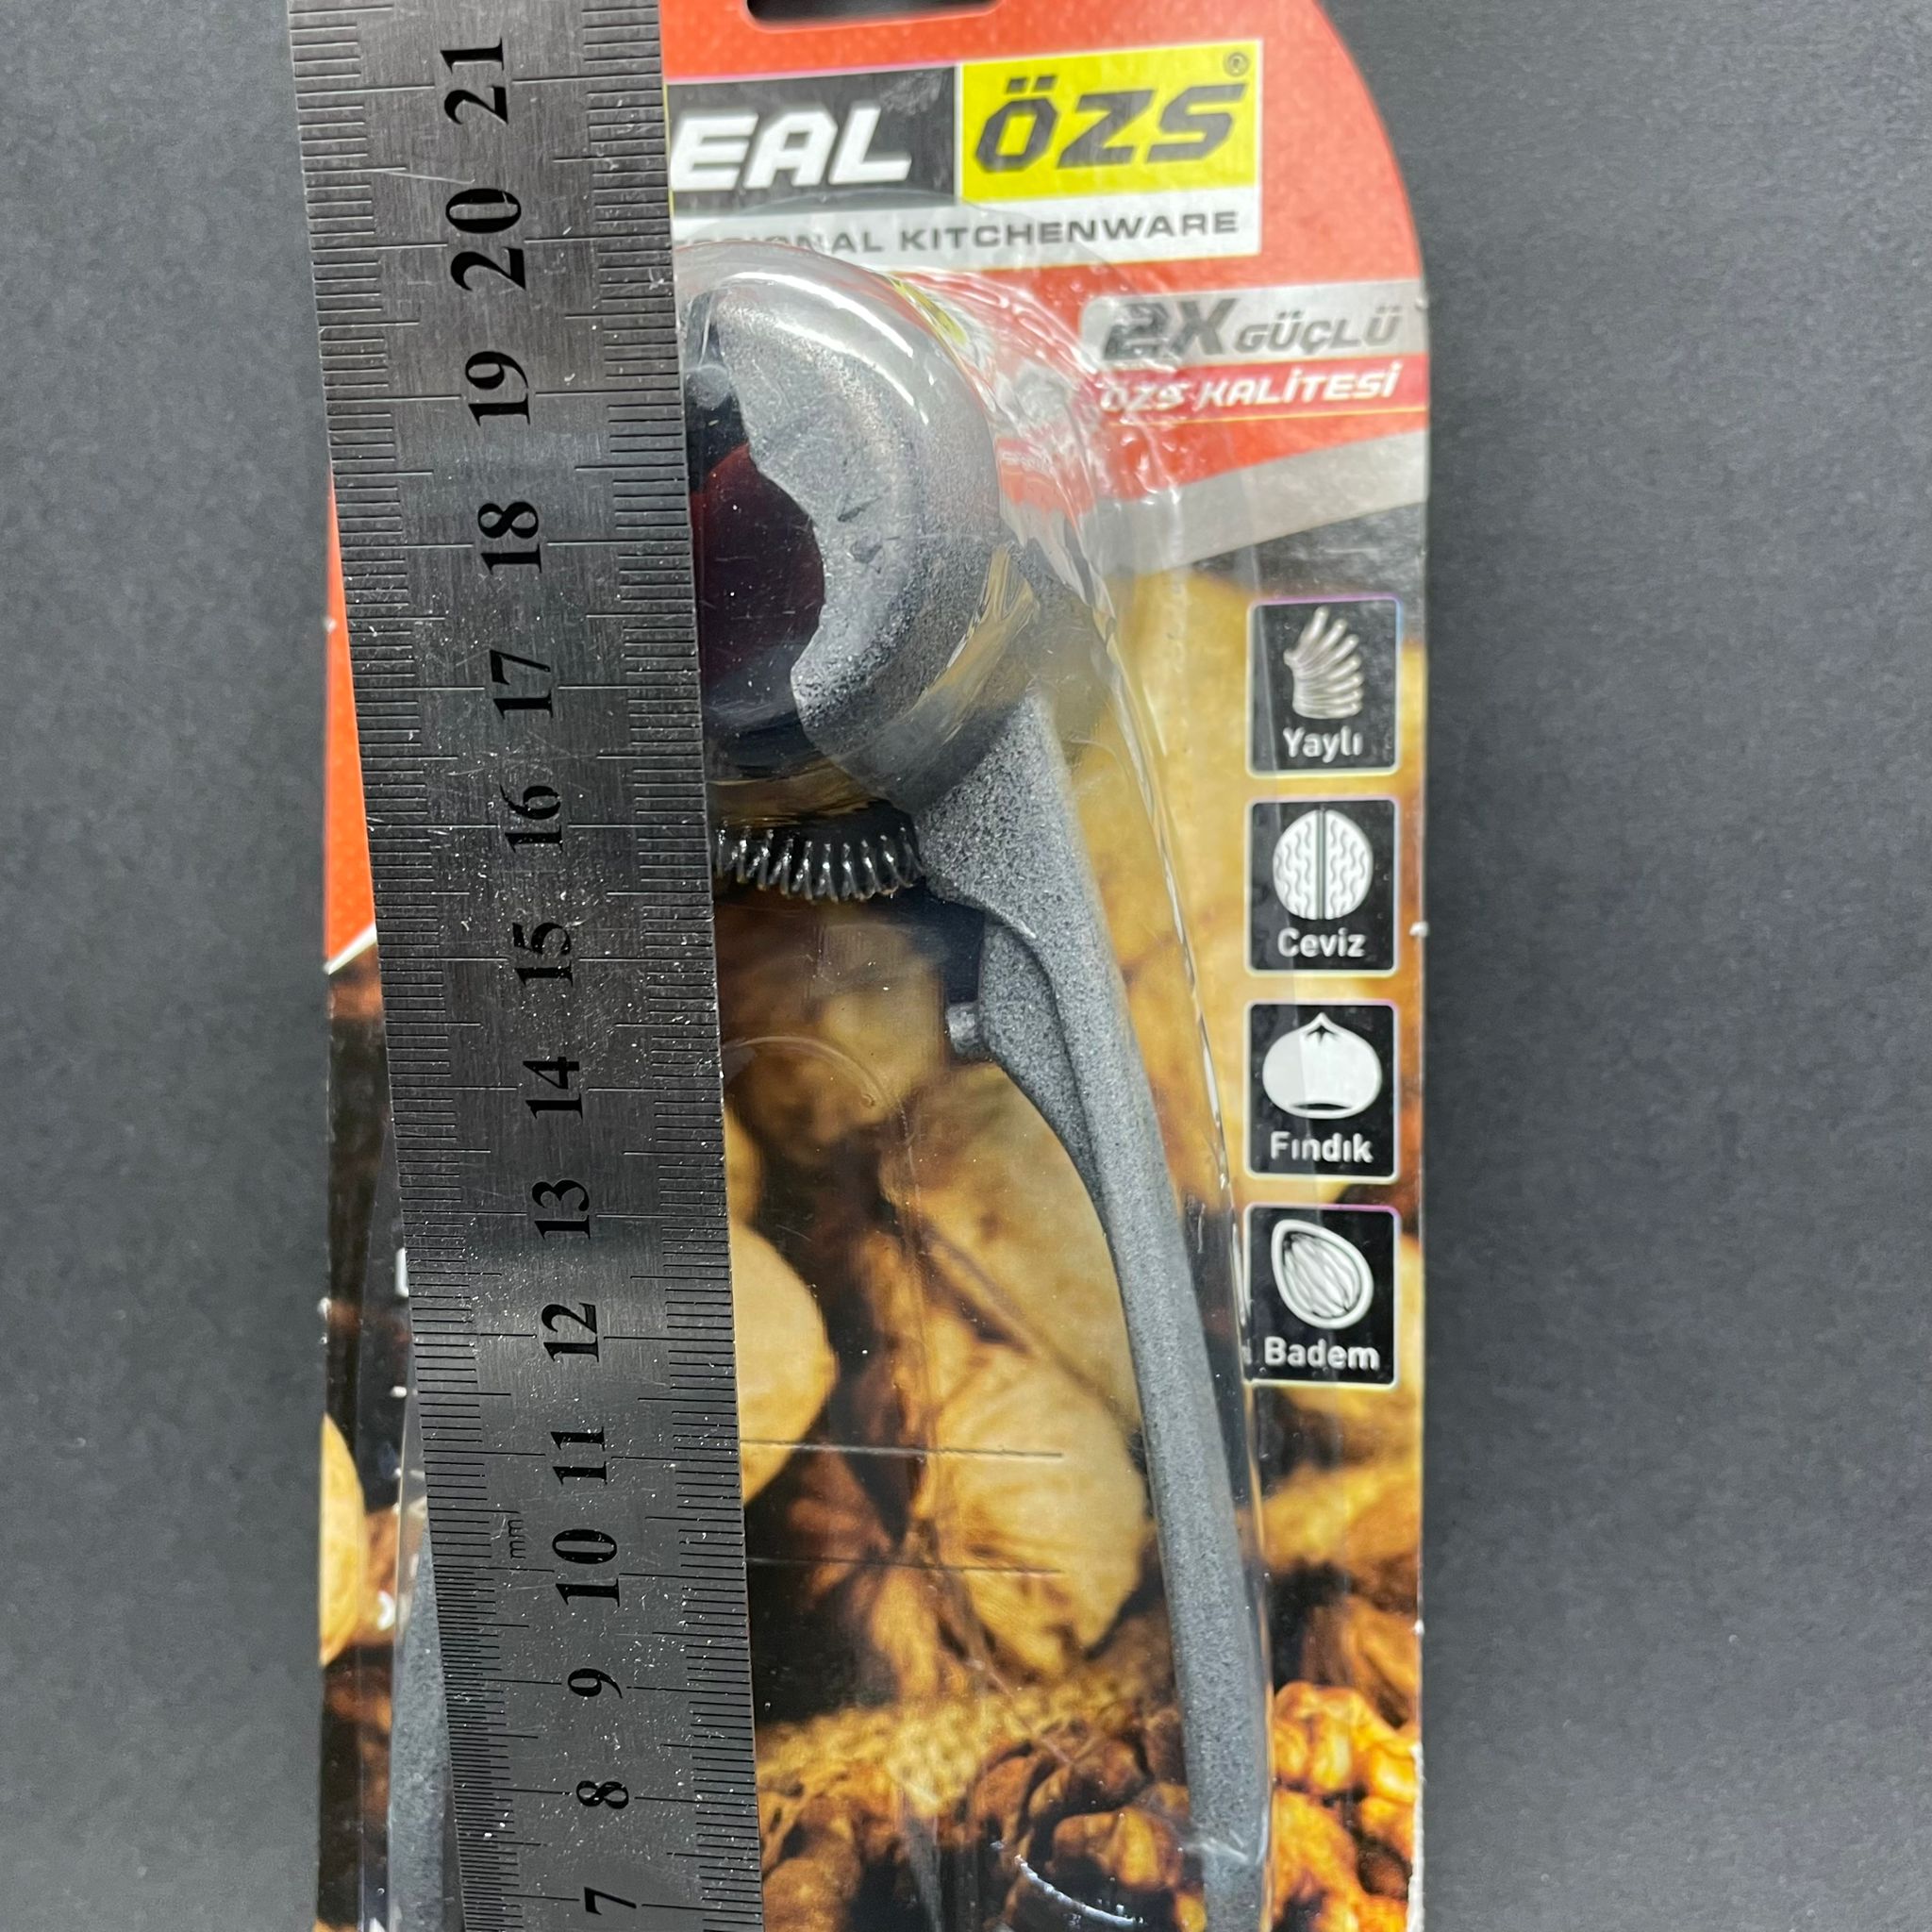 EAL ÖZS®
SIONAL KITCHENWARE
2X GÜÇLÜ
ÖZS KALİTESİ
Yaylı
Ceviz
Fındık
Badem
21
20
19
18
17
16
15
14
13
12
11
10
mm
9
8
7